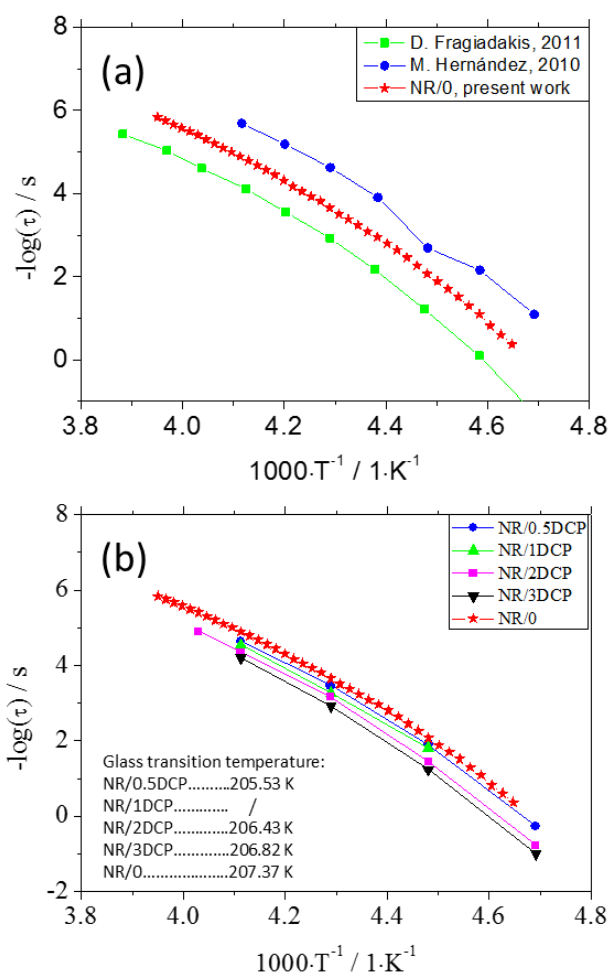 (a)
D. Fragiadakis, 2011
M. Hernández, 2010
NR/0, present work
8
6
4
2
0
-log(τ) / s
3.8 4.0 4.2 4.4 4.6 4.8
1000·T⁻¹ / 1·K⁻¹
(b)
NR/0.5DCP
NR/1DCP
NR/2DCP
NR/3DCP
NR/0
8
6
4
2
0
-2
-log(τ) / s
Glass transition temperature:
NR/0.5DCP...........205.53 K
NR/1DCP............. /
NR/2DCP.............206.43 K
NR/3DCP.............206.82 K
NR/0.....................207.37 K
3.8 4.0 4.2 4.4 4.6 4.8
1000·T⁻¹ / 1·K⁻¹